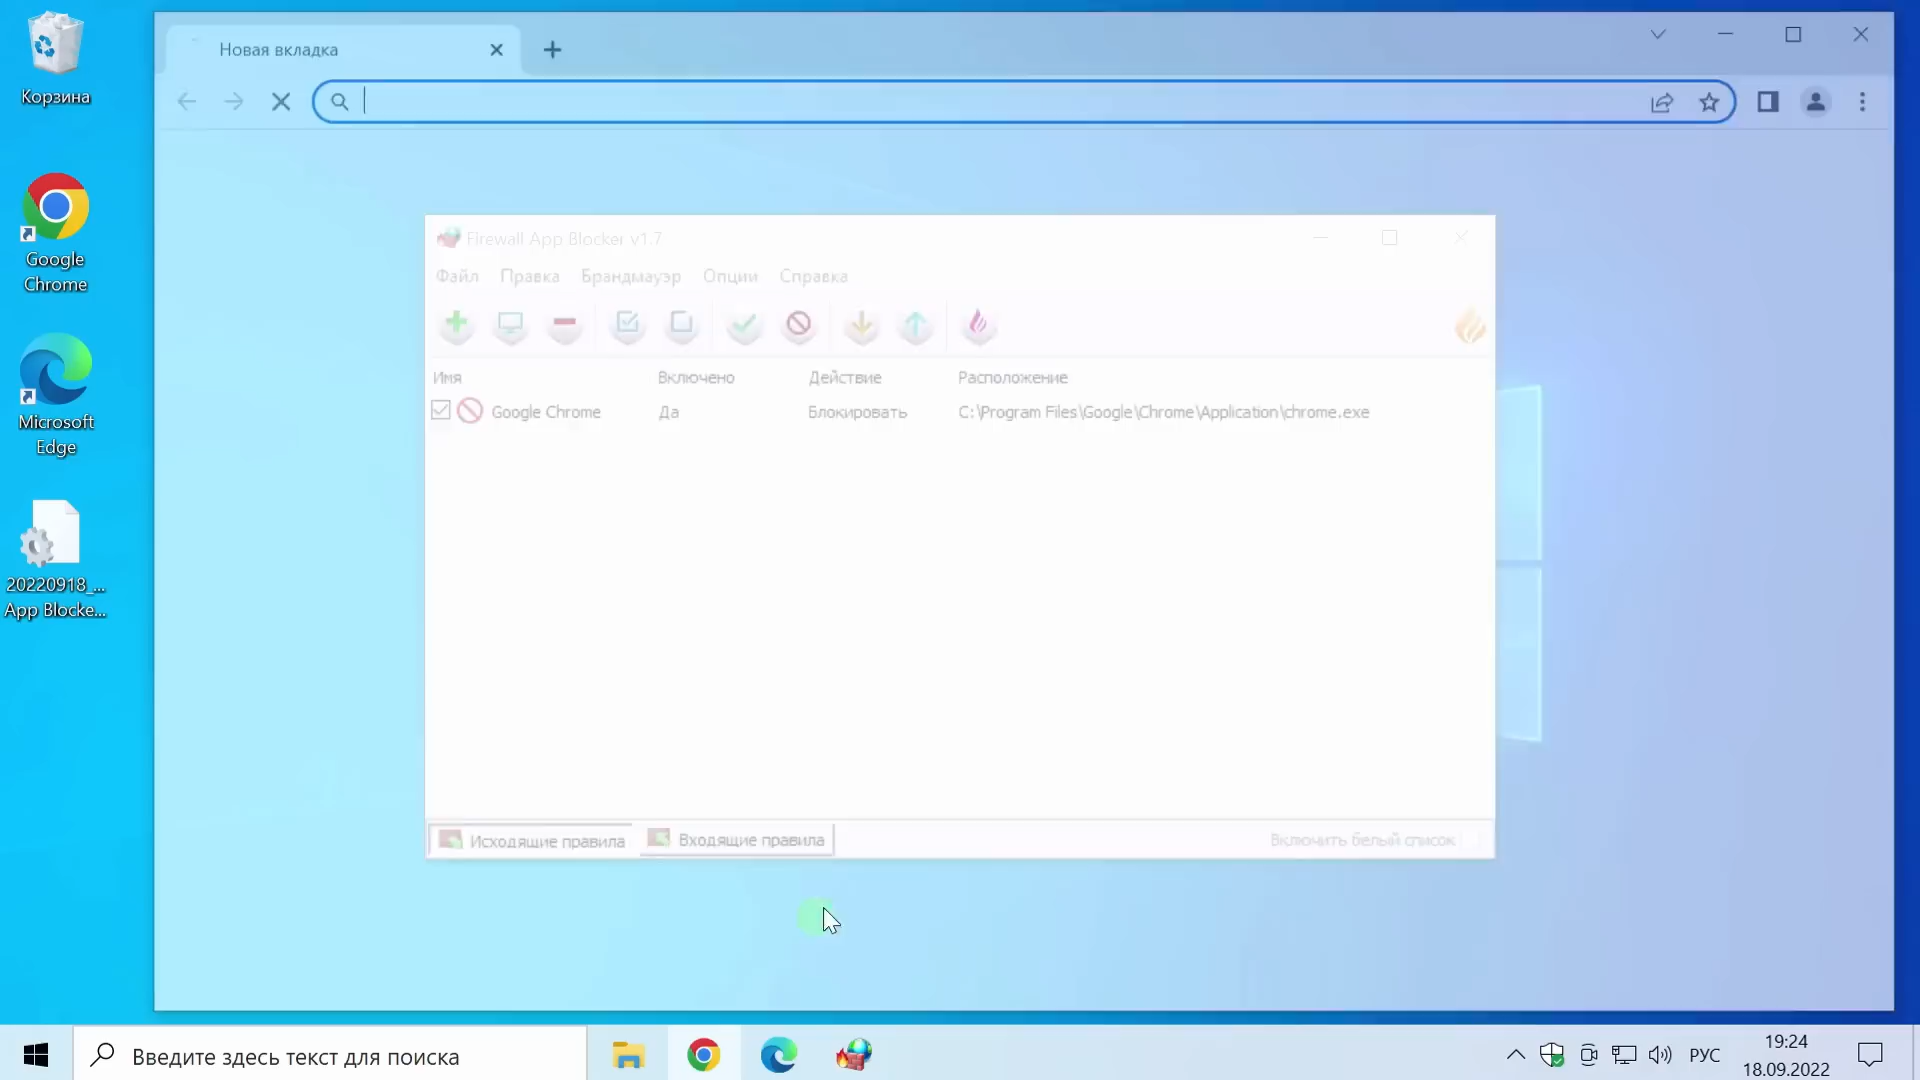 Корзина
Google
Chrome
Microsoft
Edge
20220918_...
App Blocke...
Новая вкладка
Firewall App Blocker v1.7
Файл Правка Брандмауэр Опции Справка
Имя Включено Действие Расположение
Google Chrome Да Блокировать C:\Program Files\Google\Chrome\Application\chrome.exe
Исходящие правила Входящие правила Включить белый список
Введите здесь текст для поиска
РУС
19:24
18.09.2022